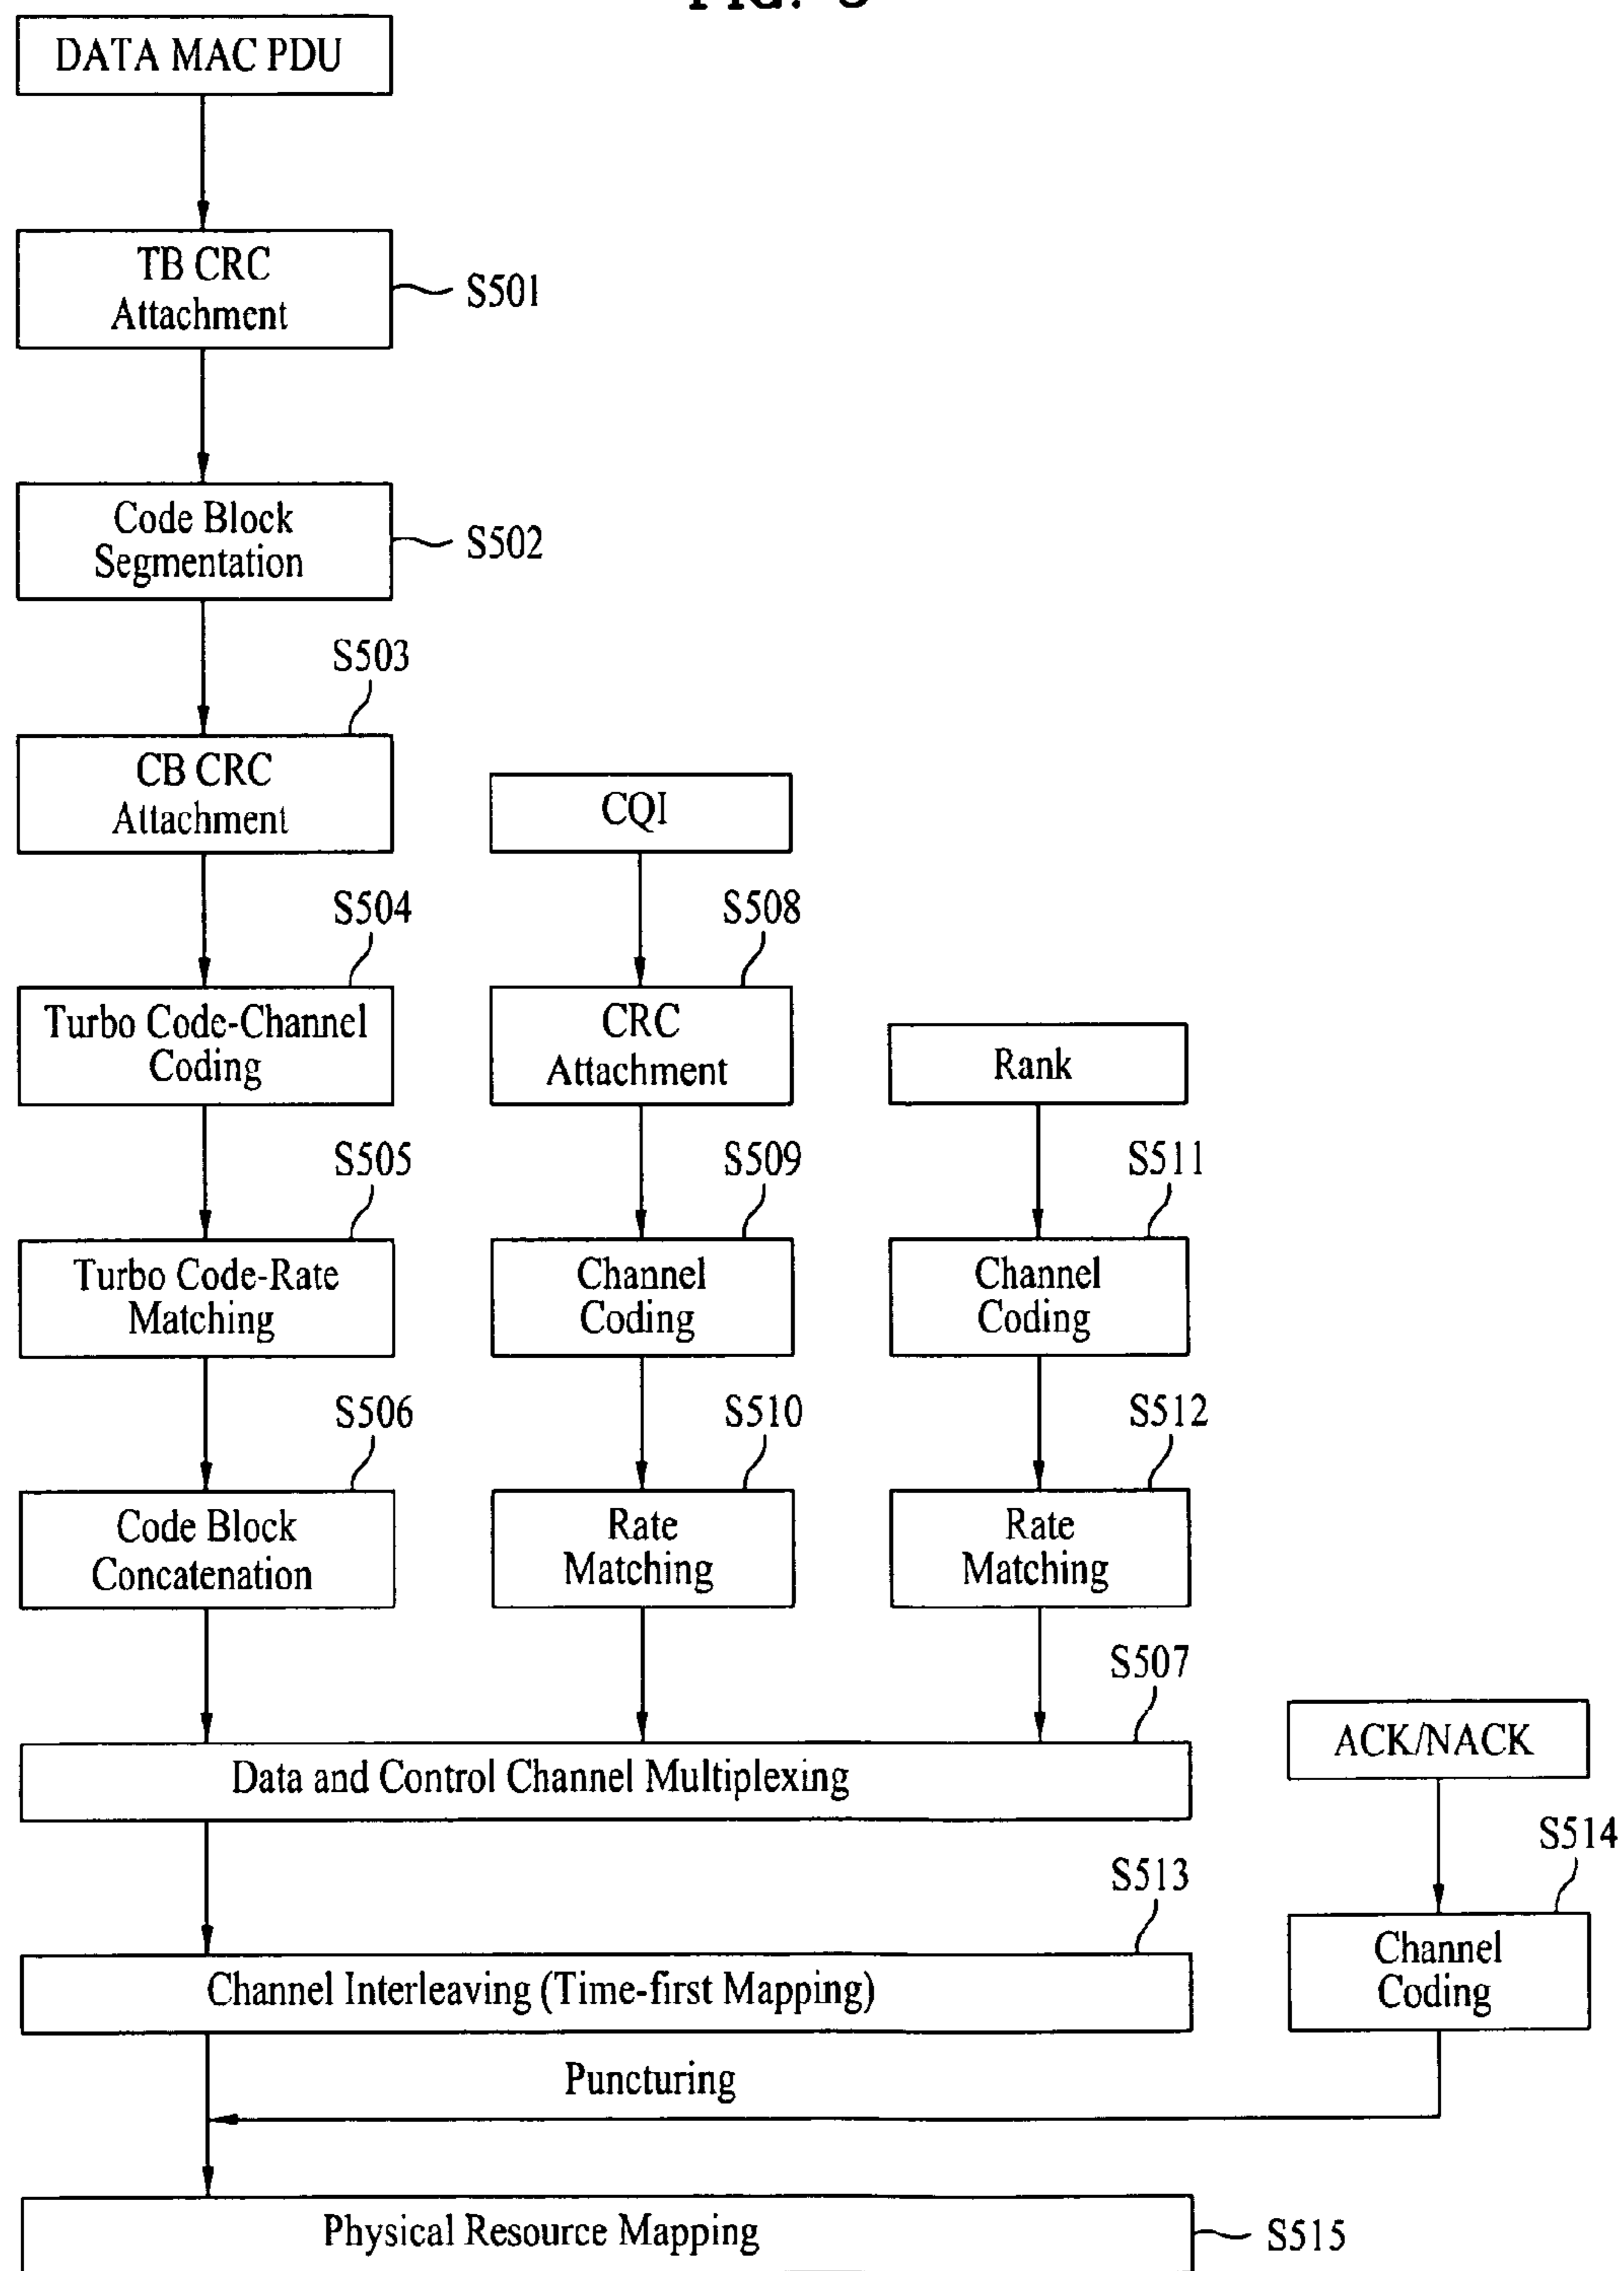 DATA MAC PDU
TB CRC
Attachment
S501
Code Block
Segmentation
S502
S503
CB CRC
Attachment
CQI
S504
S508
Turbo Code-Channel
Coding
CRC
Attachment
Rank
S505
S509
S511
Turbo Code-Rate
Matching
Channel
Coding
Channel
Coding
S506
S510
S512
Code Block
Concatenation
Rate
Matching
Rate
Matching
S507
Data and Control Channel Multiplexing
ACK/NACK
S514
S513
Channel Interleaving (Time-first Mapping)
Channel
Coding
Puncturing
Physical Resource Mapping
S515